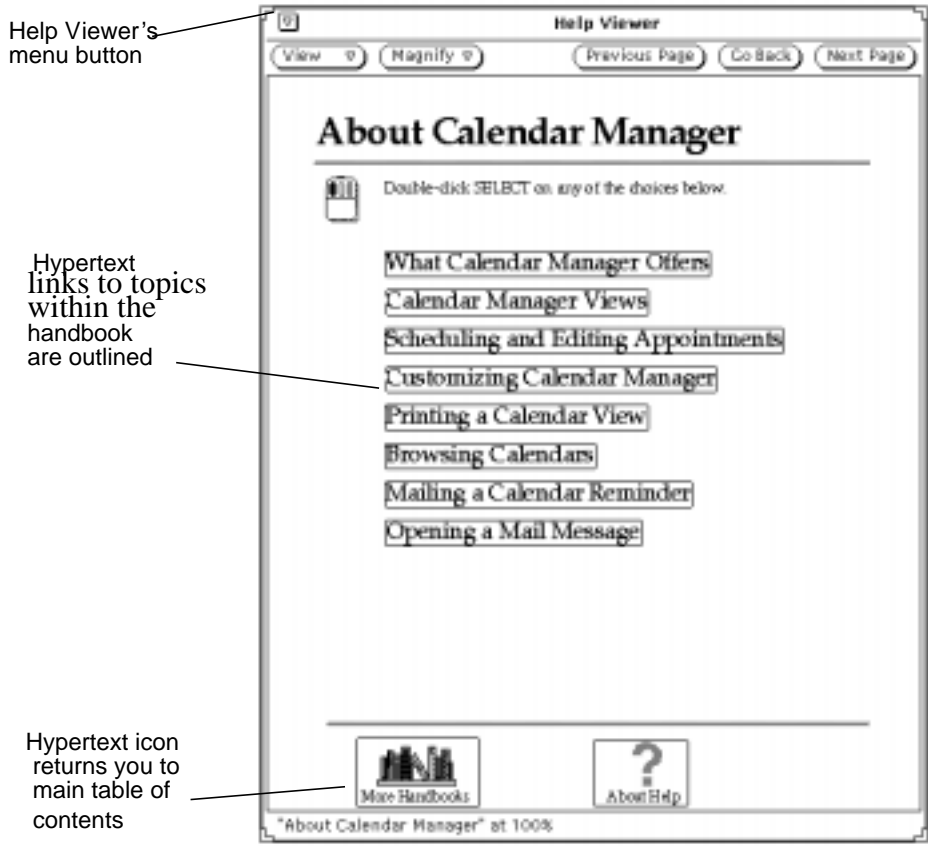 Help Viewer's
menu button
Help Viewer
View Magnify Previous Page Go Back Next Page
About Calendar Manager
Double-click SELECT on any of the choices below.
Hypertext
links to topics
within the
handbook
are outlined
What Calendar Manager Offers
Calendar Manager Views
Scheduling and Editing Appointments
Customizing Calendar Manager
Printing a Calendar View
Browsing Calendars
Mailing a Calendar Reminder
Opening a Mail Message
Hypertext icon
returns you to
main table of
contents
More Handbooks
?
About Help
"About Calendar Manager" at 100%